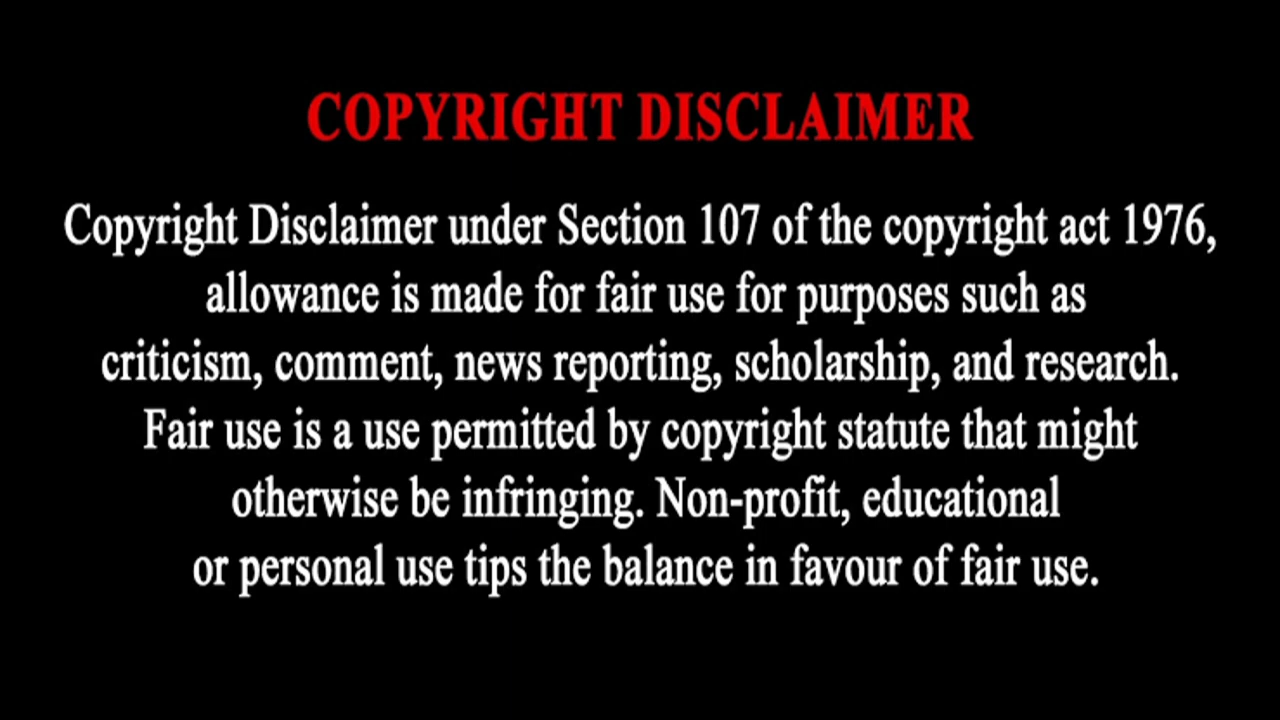 COPYRIGHT DISCLAIMER
Copyright Disclaimer under Section 107 of the copyright act 1976,
allowance is made for fair use for purposes such as
criticism, comment, news reporting, scholarship, and research.
Fair use is a use permitted by copyright statute that might
otherwise be infringing. Non-profit, educational
or personal use tips the balance in favour of fair use.